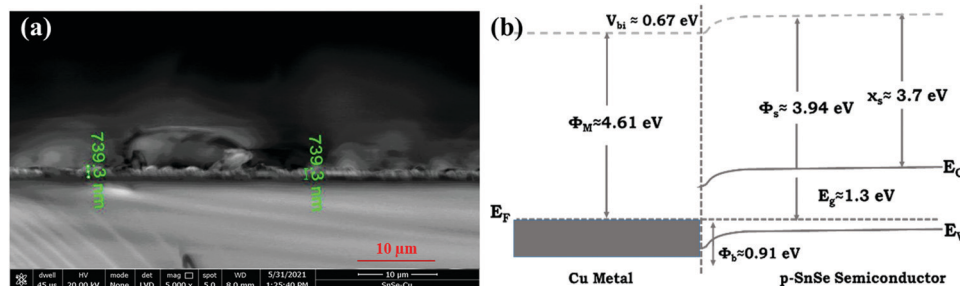 (a)
739.3 nm
739.3 nm
10 µm
dwell HV mode det mag □ spot WD 5/31/2021 10 µm
45 µs 20.00 kV None LVD 5 000 x 5.0 8.0 mm 1:25:40 PM SnSe-Cu
(b)
V_bi ≈ 0.67 eV
Φ_M≈4.61 eV
Φ_s≈ 3.94 eV
x_s≈ 3.7 eV
E_C
E_g≈1.3 eV
E_F
E_V
Φ_b≈0.91 eV
Cu Metal
p-SnSe Semiconductor